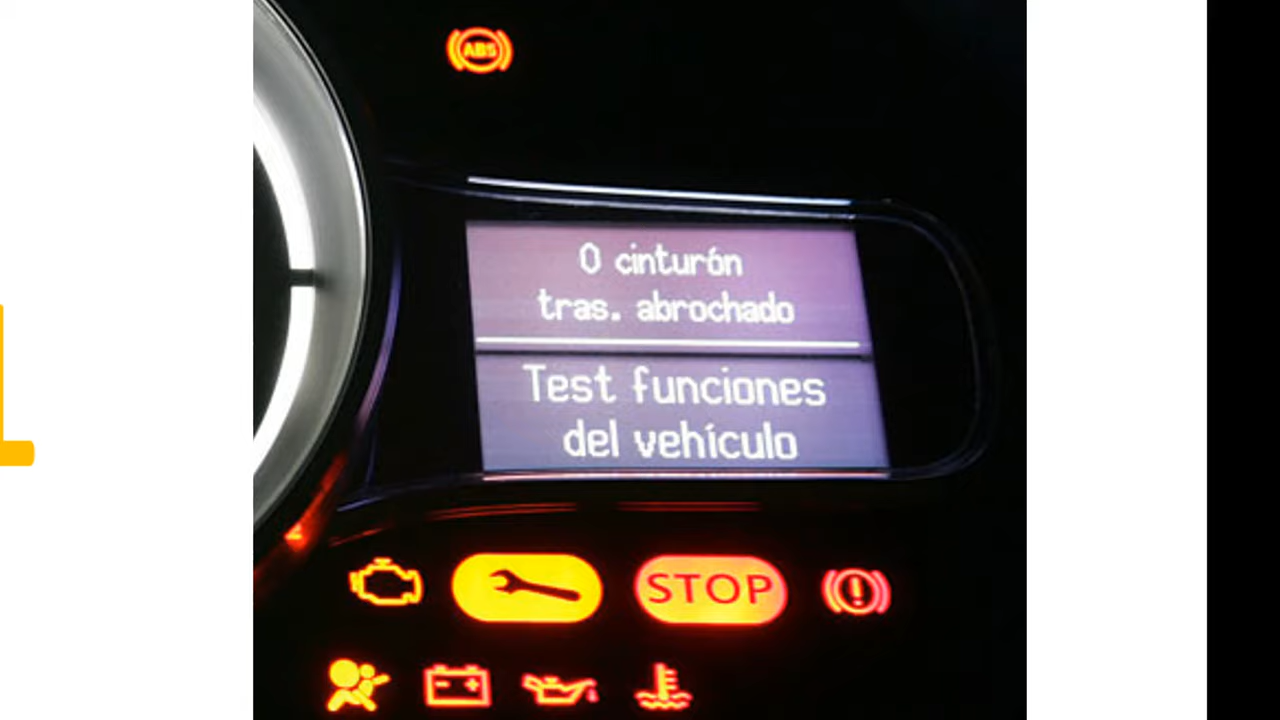 ABS
0 cinturón
tras. abrochado
Test funciones
del vehículo
STOP